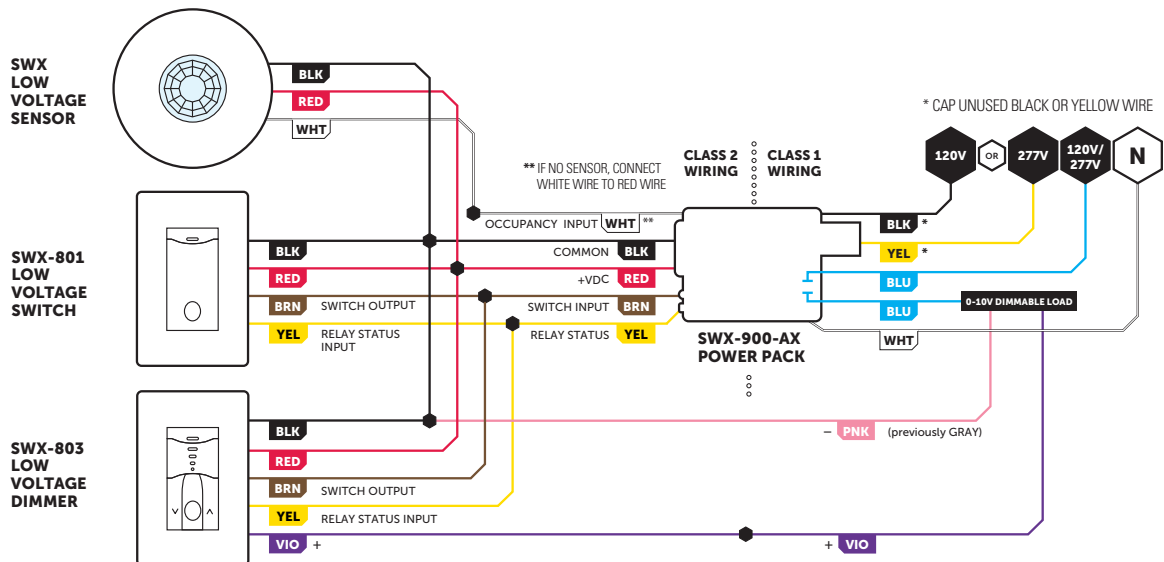 SWX
LOW
VOLTAGE
SENSOR
BLK
RED
WHT
* CAP UNUSED BLACK OR YELLOW WIRE
120V
OR
277V
120V/
277V
N
** IF NO SENSOR, CONNECT
WHITE WIRE TO RED WIRE
CLASS 2
WIRING
CLASS 1
WIRING
OCCUPANCY INPUT WHT **
BLK *
YEL *
BLU
BLU
0-10V DIMMABLE LOAD
WHT
SWX-801
LOW
VOLTAGE
SWITCH
BLK
COMMON BLK
RED
+VDC RED
BRN SWITCH OUTPUT
SWITCH INPUT BRN
YEL RELAY STATUS
INPUT
RELAY STATUS YEL
SWX-900-AX
POWER PACK
SWX-803
LOW
VOLTAGE
DIMMER
BLK
– PNK (previously GRAY)
RED
BRN SWITCH OUTPUT
YEL RELAY STATUS INPUT
VIO +
+ VIO